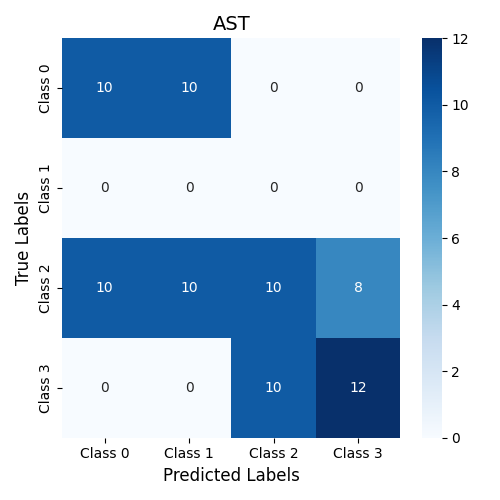 AST
12
Class 0 10 10 0 0
10
Class 1 0 0 0 0
8
6
True Labels
Class 2 10 10 10 8
4
Class 3 0 0 10 12
2
0
Class 0 Class 1 Class 2 Class 3
Predicted Labels